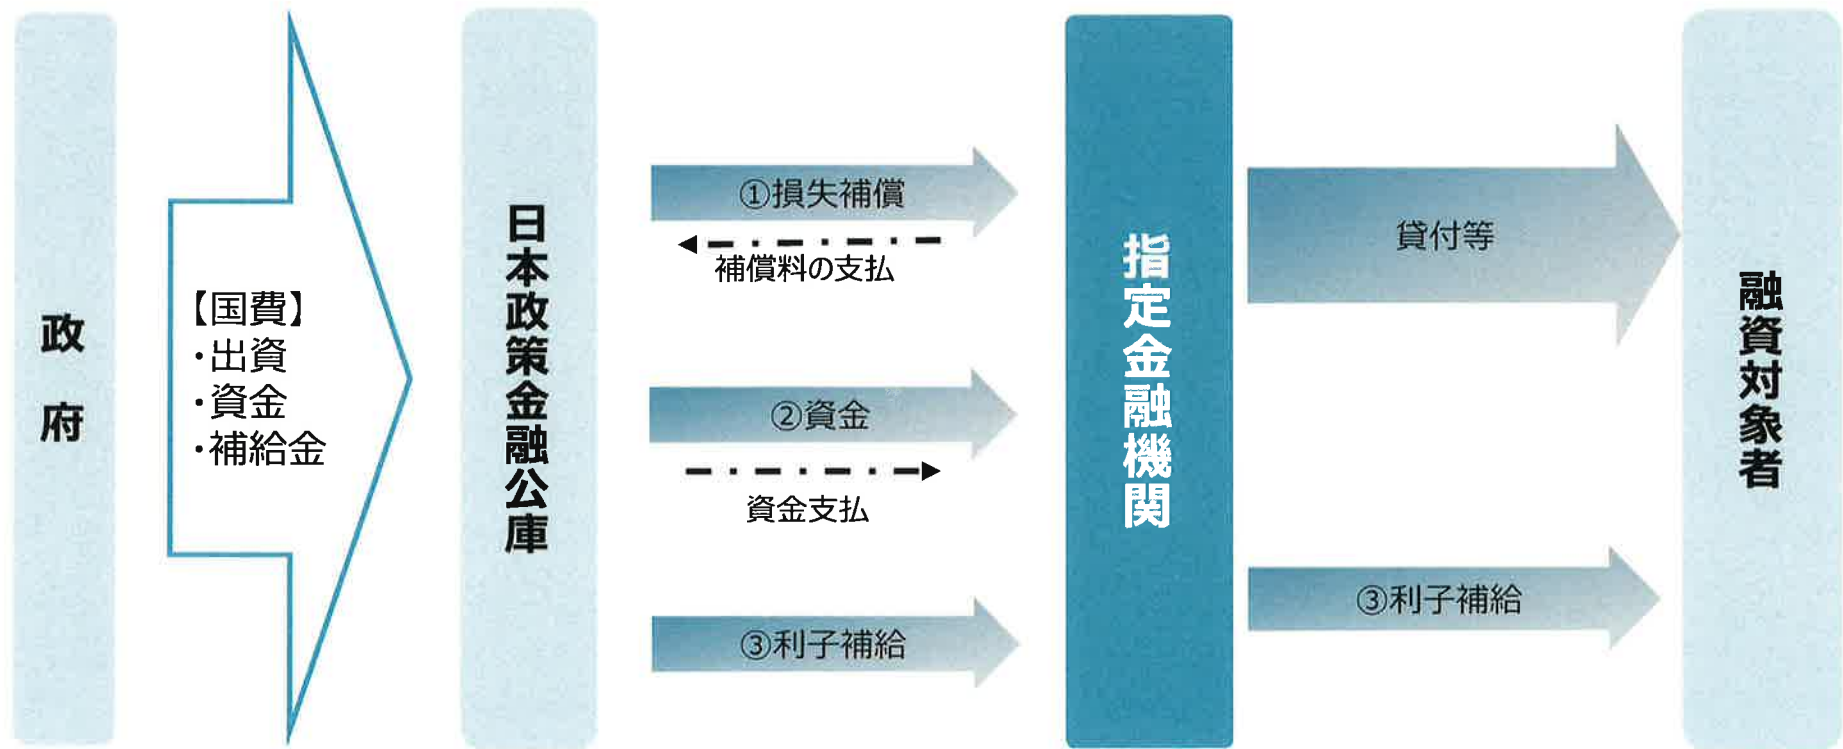 政府
【国費】
・出資
・資金
・補給金
日本政策金融公庫
①損失補償
補償料の支払
②資金
資金支払
③利子補給
指定金融機関
貸付等
③利子補給
融資対象者